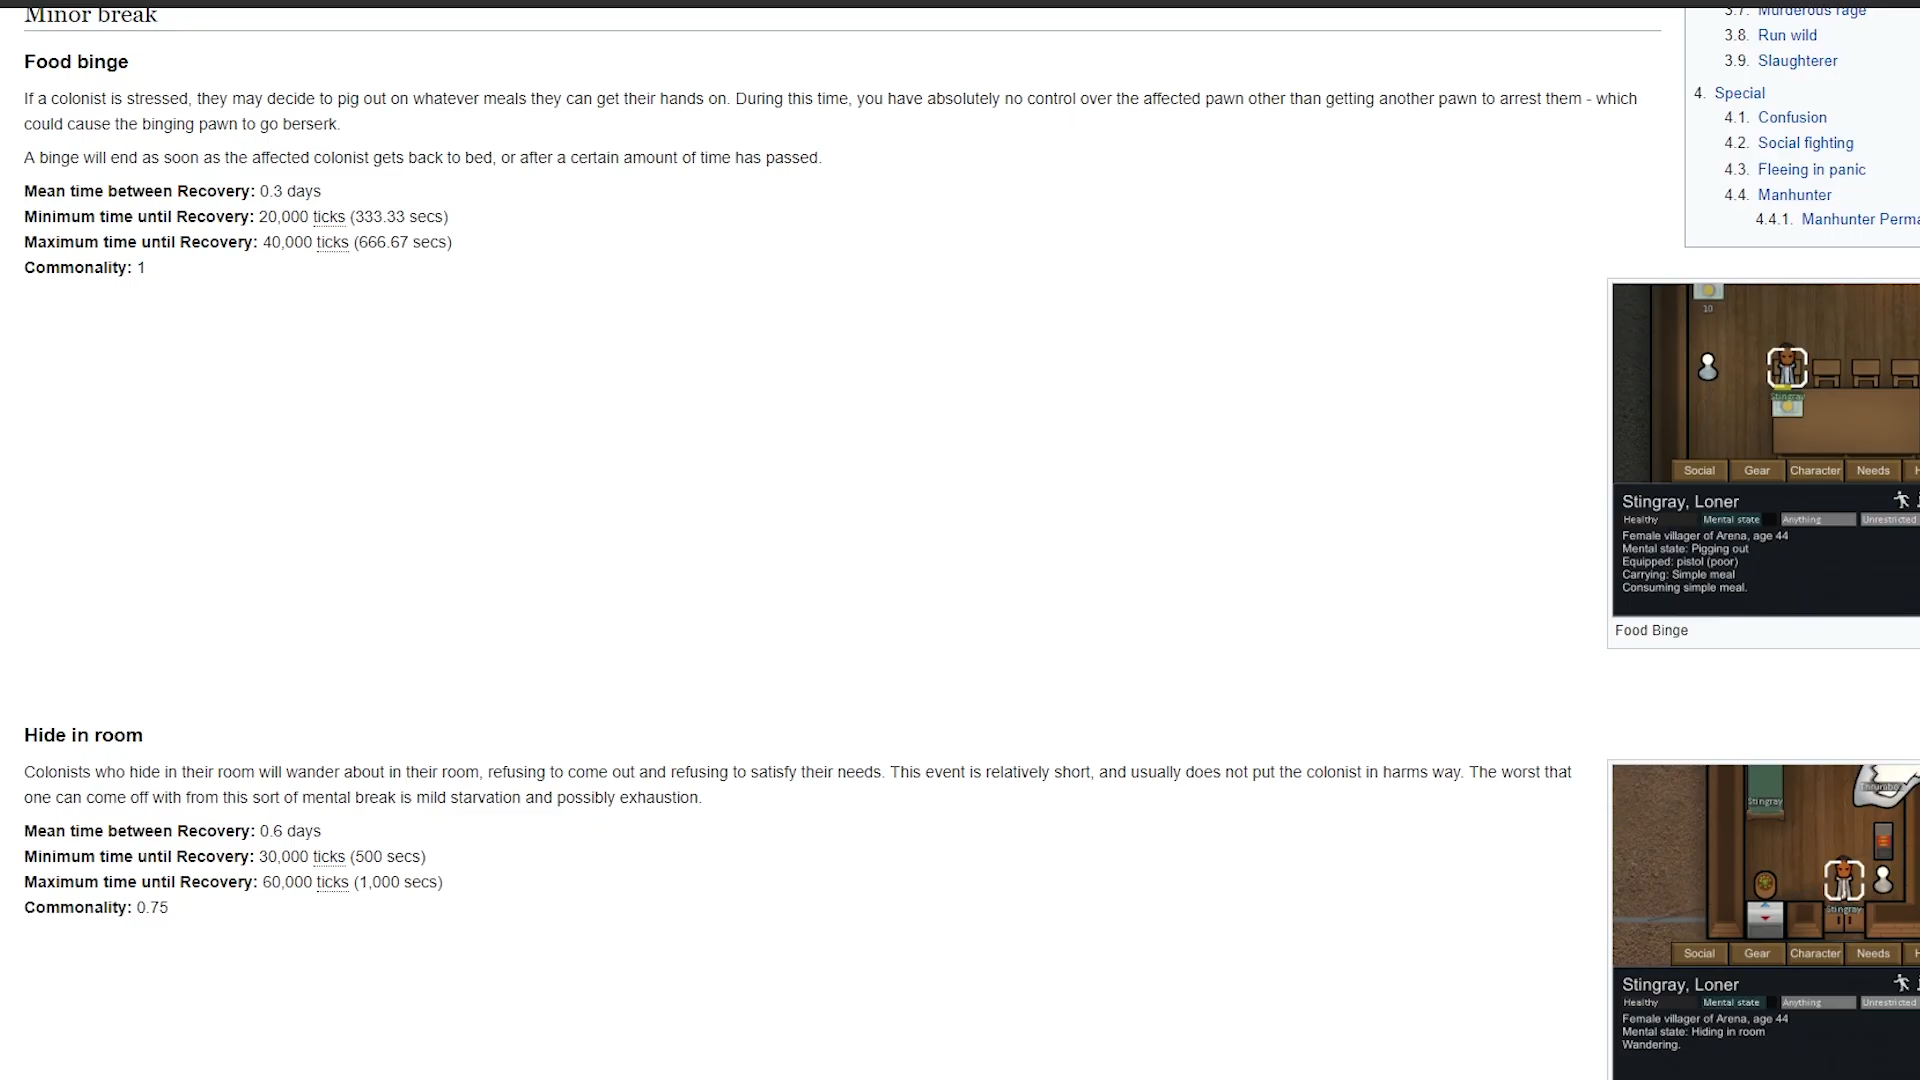 Minor break
Food binge
If a colonist is stressed, they may decide to pig out on whatever meals they can get their hands on. During this time, you have absolutely no control over the affected pawn other than getting another pawn to arrest them - which
could cause the binging pawn to go berserk.
A binge will end as soon as the affected colonist gets back to bed, or after a certain amount of time has passed.
Mean time between Recovery: 0.3 days
Minimum time until Recovery: 20,000 ticks (333.33 secs)
Maximum time until Recovery: 40,000 ticks (666.67 secs)
Commonality: 1
Hide in room
Colonists who hide in their room will wander about in their room, refusing to come out and refusing to satisfy their needs. This event is relatively short, and usually does not put the colonist in harms way. The worst that
one can come off with from this sort of mental break is mild starvation and possibly exhaustion.
Mean time between Recovery: 0.6 days
Minimum time until Recovery: 30,000 ticks (500 secs)
Maximum time until Recovery: 60,000 ticks (1,000 secs)
Commonality: 0.75
3.7. Murderous rage
3.8. Run wild
3.9. Slaughterer
4. Special
4.1. Confusion
4.2. Social fighting
4.3. Fleeing in panic
4.4. Manhunter
4.4.1. Manhunter Perma
10
Stingray
Social Gear Character Needs H
Stingray, Loner
Healthy Mental state Anything Unrestricted
Female villager of Arena, age 44
Mental state: Pigging out
Equipped: pistol (poor)
Carrying: Simple meal
Consuming simple meal.
Food Binge
Thrumbo
Stingray
Stingray
Social Gear Character Needs H
Stingray, Loner
Healthy Mental state Anything Unrestricted
Female villager of Arena, age 44
Mental state: Hiding in room
Wandering.